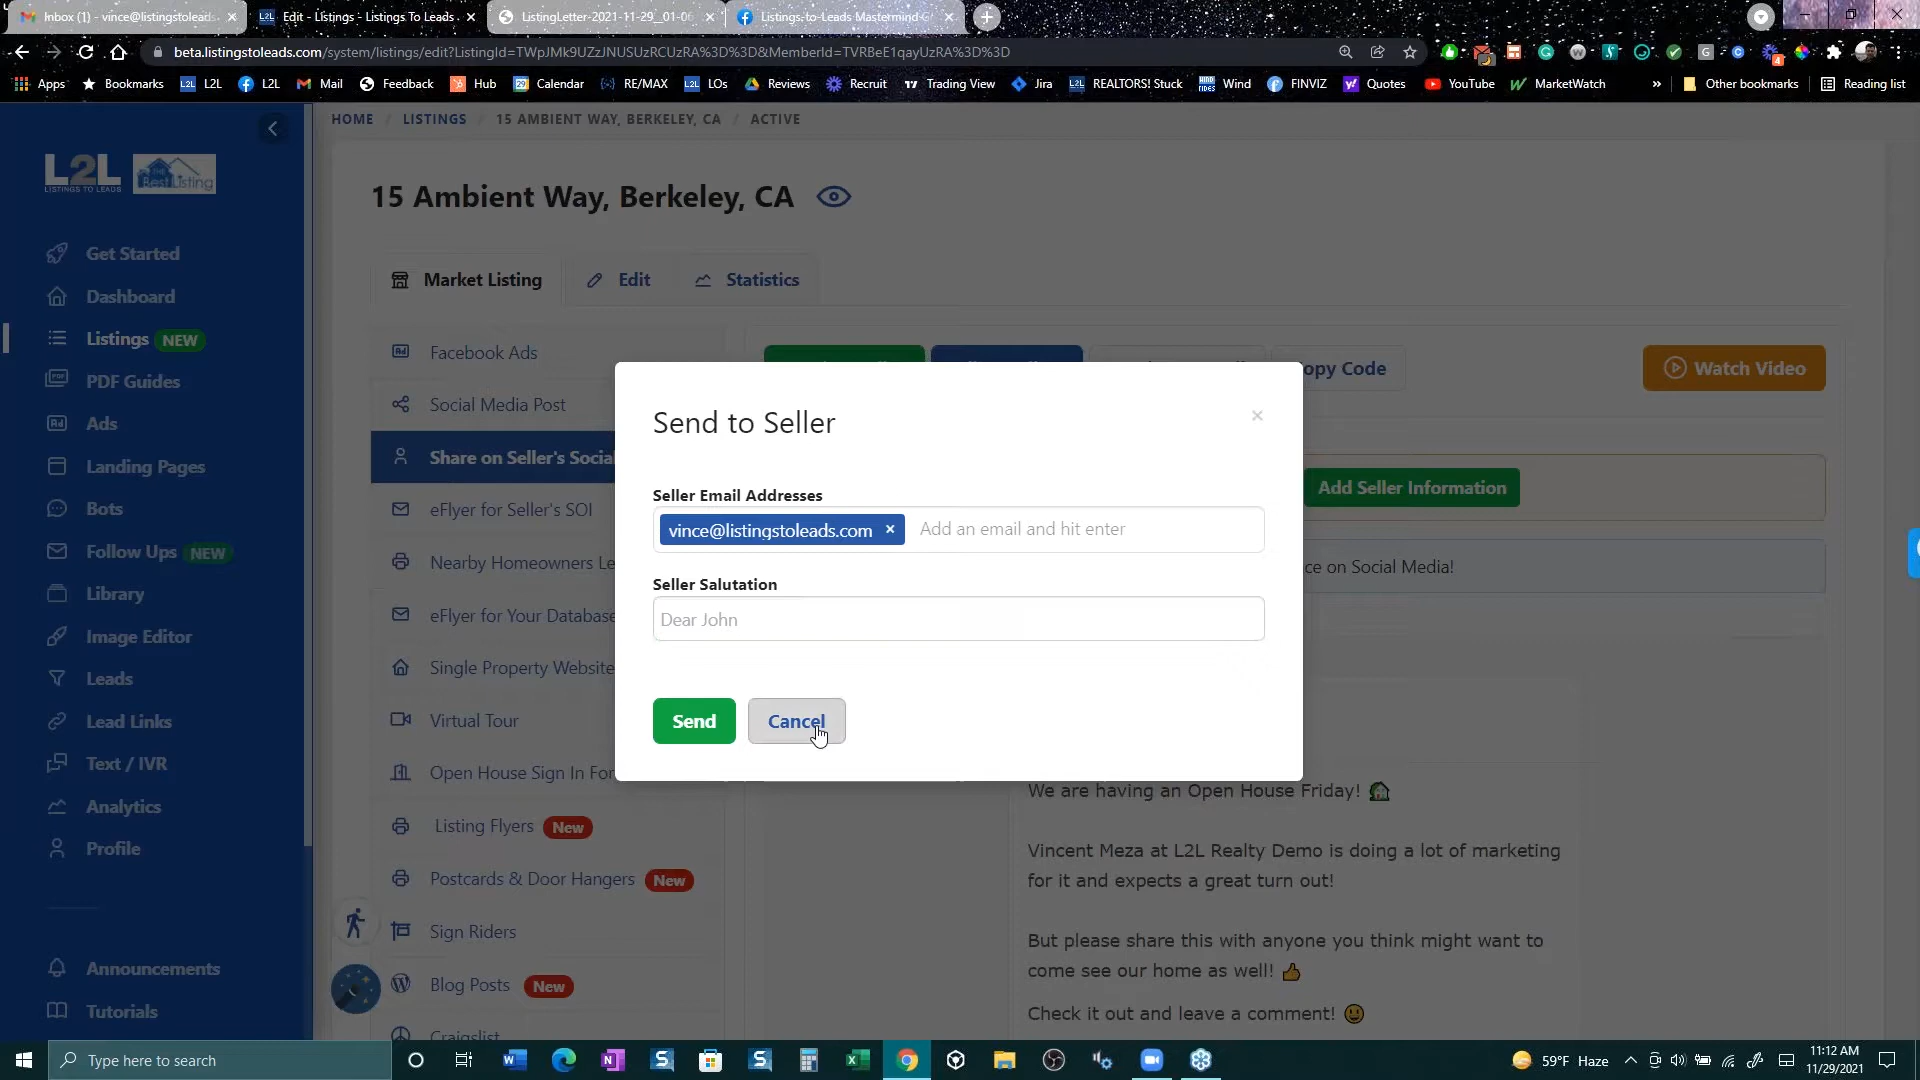 Inbox (1) - vince@listingstoleads.
Edit - Listings - Listings To Leads
ListingLetter-2021-11-29__01-06
Listings-to-Leads Mastermind G
beta.listingstoleads.com/system/listings/edit?ListingId=TWpJMk9UZzJNUSUzRCUzRA%3D%3D&MemberId=TVRBeE1qayUzRA%3D%3D
Apps
Bookmarks
L2L
L2L
Mail
Feedback
Hub
Calendar
RE/MAX
LOs
Reviews
Recruit
Trading View
Jira
REALTORS! Stuck
Wind
FINVIZ
Quotes
YouTube
MarketWatch
»
Other bookmarks
Reading list
L2L
LISTINGS TO LEADS
THE
BestListing
Get Started
Dashboard
Listings NEW
PDF Guides
Ads
Landing Pages
Bots
Follow Ups NEW
Library
Image Editor
Leads
Lead Links
Text / IVR
Analytics
Profile
Announcements
Tutorials
HOME / LISTINGS / 15 AMBIENT WAY, BERKELEY, CA / ACTIVE
15 Ambient Way, Berkeley, CA
Market Listing
Edit
Statistics
Facebook Ads
Social Media Post
Share on Seller's Social
eFlyer for Seller's SOI
Nearby Homeowners Le
eFlyer for Your Database
Single Property Website
Virtual Tour
Open House Sign In For
Listing Flyers New
Postcards & Door Hangers New
Sign Riders
Blog Posts New
Craigslist
opy Code
Watch Video
Add Seller Information
ce on Social Media!
Send to Seller
×
Seller Email Addresses
vince@listingstoleads.com × Add an email and hit enter
Seller Salutation
Dear John
Send
Cancel
We are having an Open House Friday! 🏡
Vincent Meza at L2L Realty Demo is doing a lot of marketing
for it and expects a great turn out!
But please share this with anyone you think might want to
come see our home as well! 👍
Check it out and leave a comment! 😃
Type here to search
59°F Haze
11:12 AM
11/29/2021